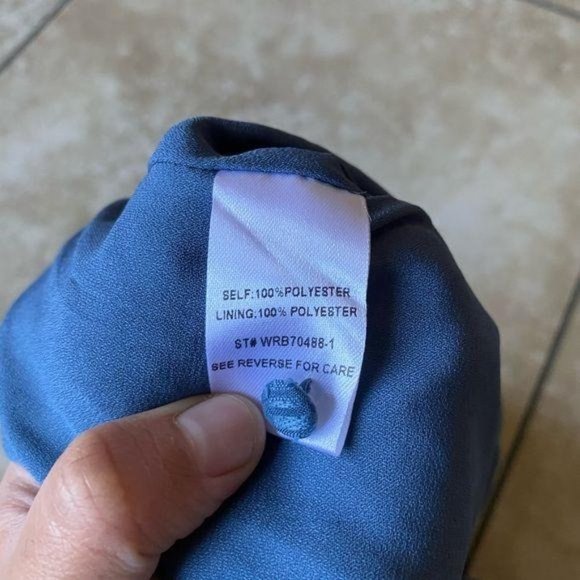 SELF:100%POLYESTER
LINING:100% POLYESTER
ST# WRB70488-1
SEE REVERSE FOR CARE